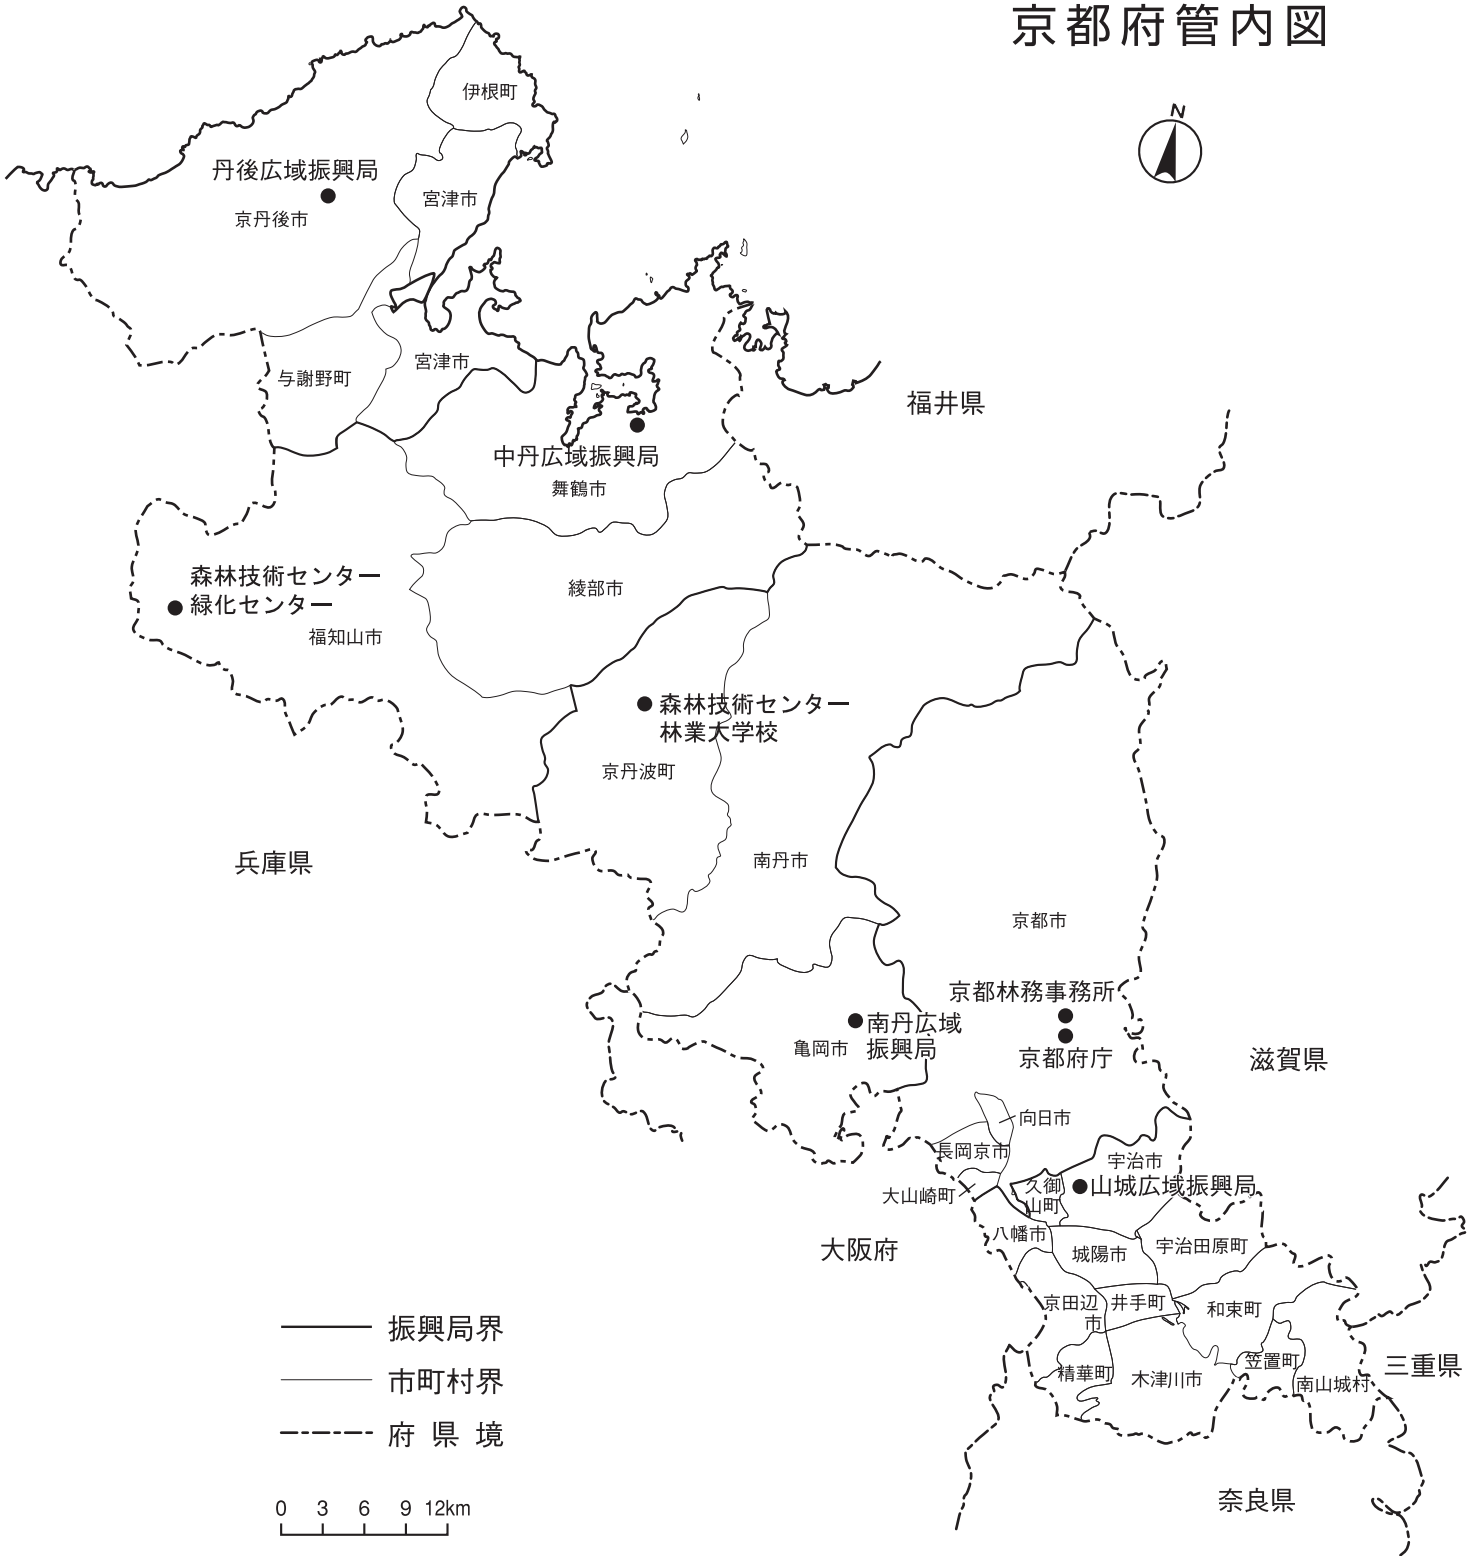 京都府管内図
N
伊根町
丹後広域振興局
京丹後市
宮津市
与謝野町
宮津市
福井県
中丹広域振興局
舞鶴市
森林技術センター
緑化センター
福知山市
綾部市
森林技術センター
林業大学校
京丹波町
兵庫県
南丹市
京都市
京都林務事務所
南丹広域
振興局
亀岡市
京都府庁
滋賀県
向日市
長岡京市
宇治市
大山崎町
久御
山町
山城広域振興局
八幡市
大阪府
城陽市
宇治田原町
京田辺
市
井手町
和束町
精華町
木津川市
笠置町
南山城村
三重県
奈良県
振興局界
市町村界
府県境
0 3 6 9 12km